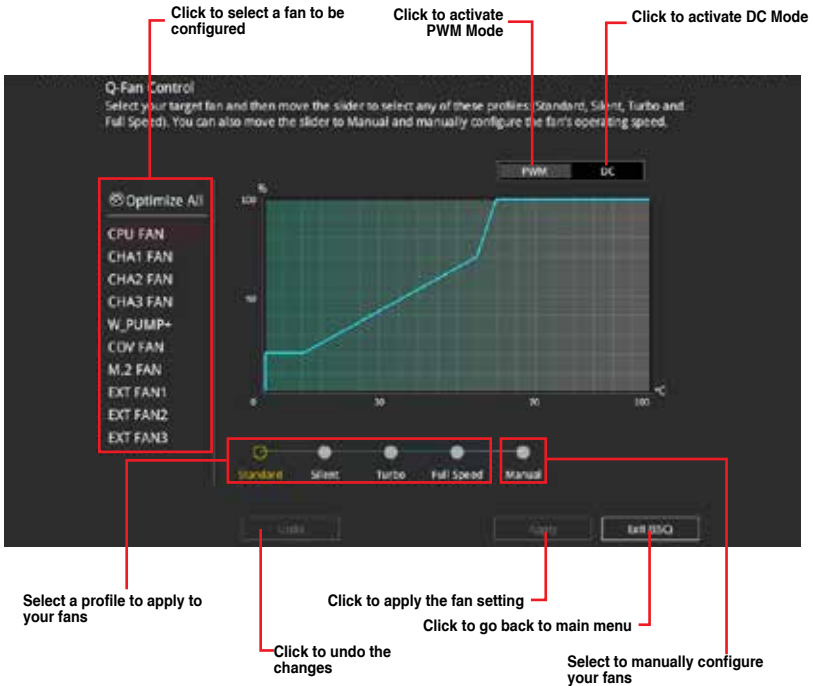 Click to select a fan to be
configured
Click to activate
PWM Mode
Click to activate DC Mode
Q-Fan Control
Select your target fan and then move the slider to select any of these profiles: (Standard, Silent, Turbo and
Full Speed). You can also move the slider to Manual and manually configure the fan's operating speed.
PWM DC
Optimize All
CPU FAN
CHA1 FAN
CHA2 FAN
CHA3 FAN
W_PUMP+
COV FAN
M.2 FAN
EXT FAN1
EXT FAN2
EXT FAN3
%
100
50
0 30 70 100
°C
Standard Silent Turbo Full Speed Manual
Undo Apply Exit (ESC)
Select a profile to apply to
your fans
Click to apply the fan setting
Click to go back to main menu
Click to undo the
changes
Select to manually configure
your fans